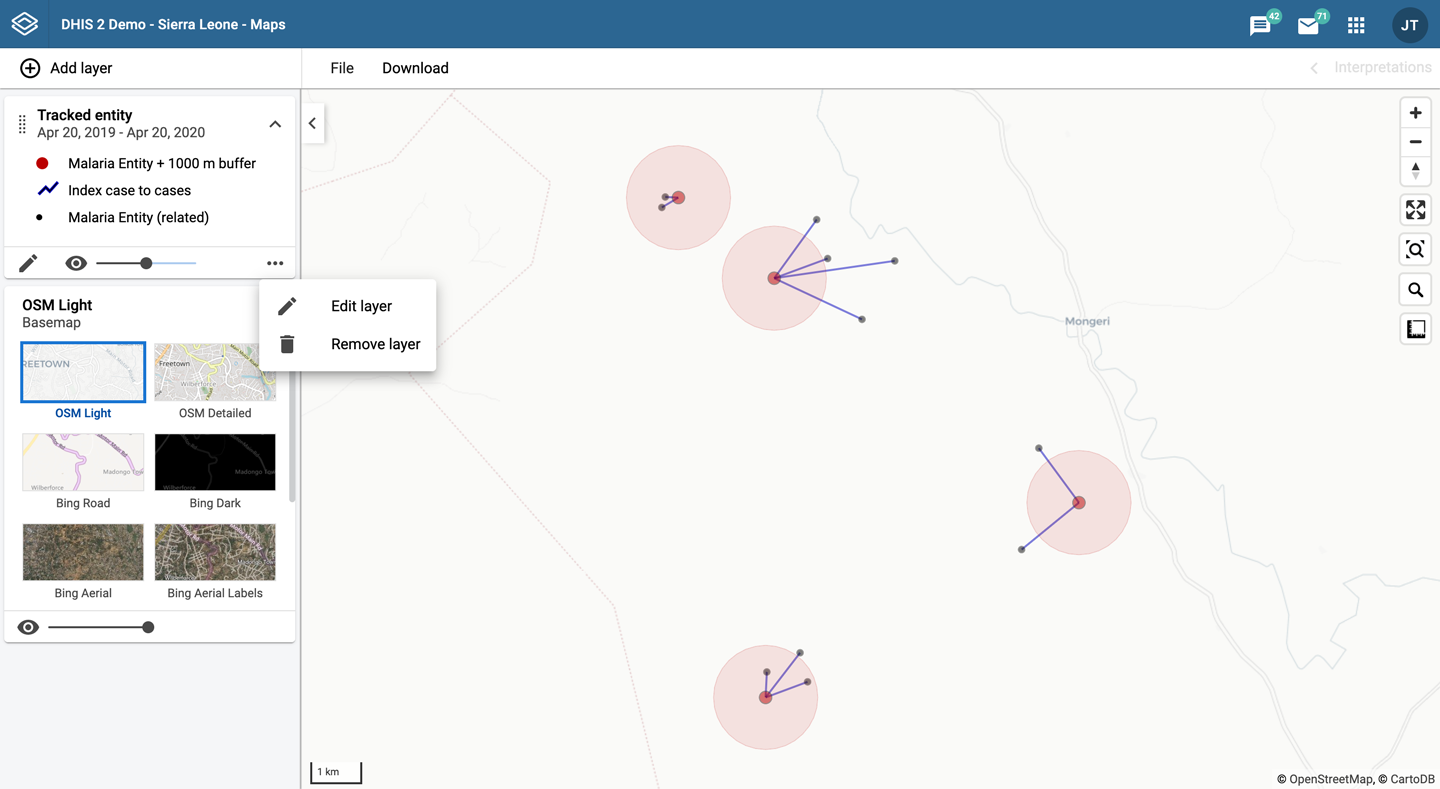 DHIS 2 Demo - Sierra Leone - Maps
42
71
JT
Add layer
File
Download
Interpretations
Tracked entity
Apr 20, 2019 - Apr 20, 2020
Malaria Entity + 1000 m buffer
Index case to cases
Malaria Entity (related)
Edit layer
Remove layer
OSM Light
Basemap
REETOWN
Freetown
Wilberforce
OSM Light
OSM Detailed
Wilberforce
Madongo Tow
Wilberforce
Madongo Tow
Bing Road
Bing Dark
Bing Aerial
Bing Aerial Labels
Mongeri
1 km
© OpenStreetMap, © CartoDB